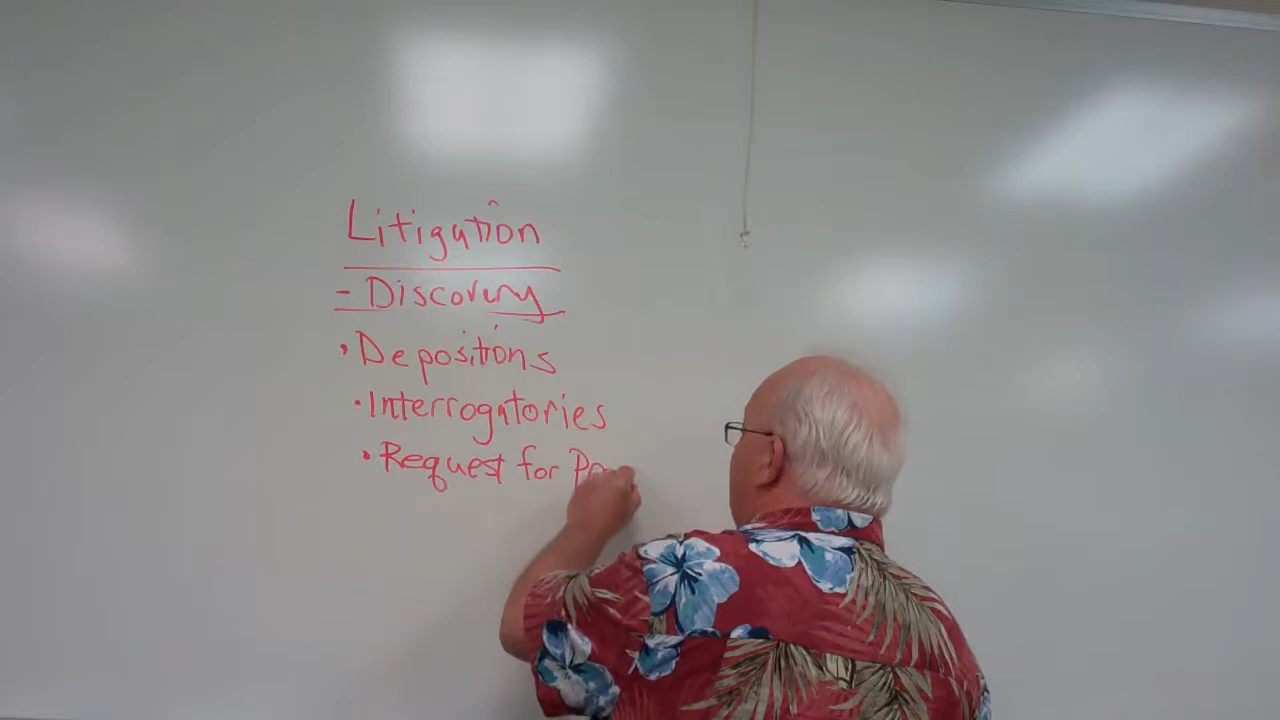 Litigation
- Discovery
• Depositions
• Interrogatories
• Request for